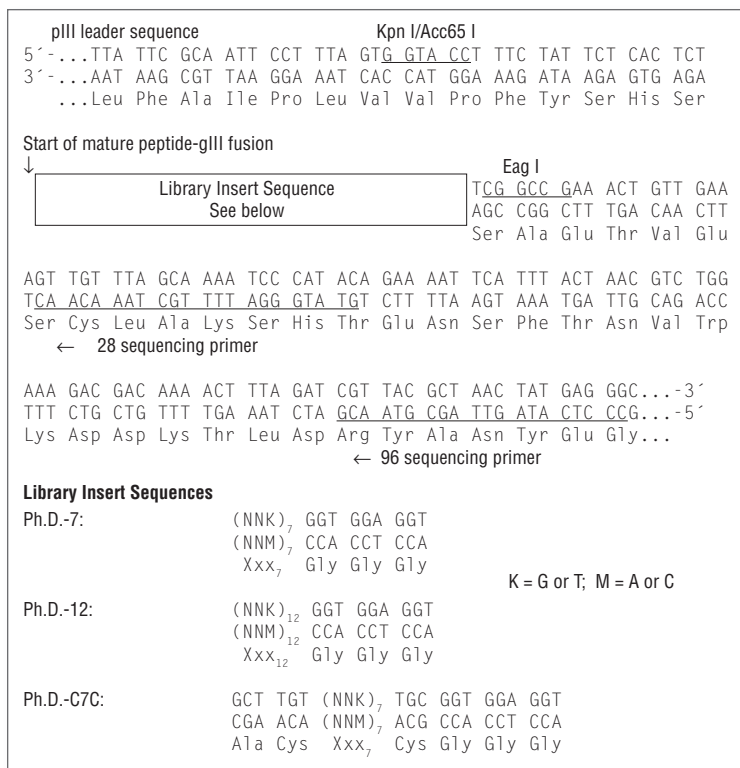 pIII leader sequence Kpn I/Acc65 I
5´-...TTA TTC GCA ATT CCT TTA GTG GTA CCT TTC TAT TCT CAC TCT
3´-...AAT AAG CGT TAA GGA AAT CAC CAT GGA AAG ATA AGA GTG AGA
...Leu Phe Ala Ile Pro Leu Val Val Pro Phe Tyr Ser His Ser
Start of mature peptide-gIII fusion
↓
Eag I
Library Insert Sequence
See below
TCG GCC GAA ACT GTT GAA
AGC CGG CTT TGA CAA CTT
Ser Ala Glu Thr Val Glu
AGT TGT TTA GCA AAA TCC CAT ACA GAA AAT TCA TTT ACT AAC GTC TGG
TCA ACA AAT CGT TTT AGG GTA TGT CTT TTA AGT AAA TGA TTG CAG ACC
Ser Cys Leu Ala Lys Ser His Thr Glu Asn Ser Phe Thr Asn Val Trp
← 28 sequencing primer
AAA GAC GAC AAA ACT TTA GAT CGT TAC GCT AAC TAT GAG GGC...-3´
TTT CTG CTG TTT TGA AAT CTA GCA ATG CGA TTG ATA CTC CCG...-5´
Lys Asp Asp Lys Thr Leu Asp Arg Tyr Ala Asn Tyr Glu Gly...
← 96 sequencing primer
Library Insert Sequences
Ph.D.-7: (NNK)₇ GGT GGA GGT
(NNM)₇ CCA CCT CCA
Xxx₇ Gly Gly Gly
K = G or T; M = A or C
Ph.D.-12: (NNK)₁₂ GGT GGA GGT
(NNM)₁₂ CCA CCT CCA
Xxx₁₂ Gly Gly Gly
Ph.D.-C7C: GCT TGT (NNK)₇ TGC GGT GGA GGT
CGA ACA (NNM)₇ ACG CCA CCT CCA
Ala Cys Xxx₇ Cys Gly Gly Gly